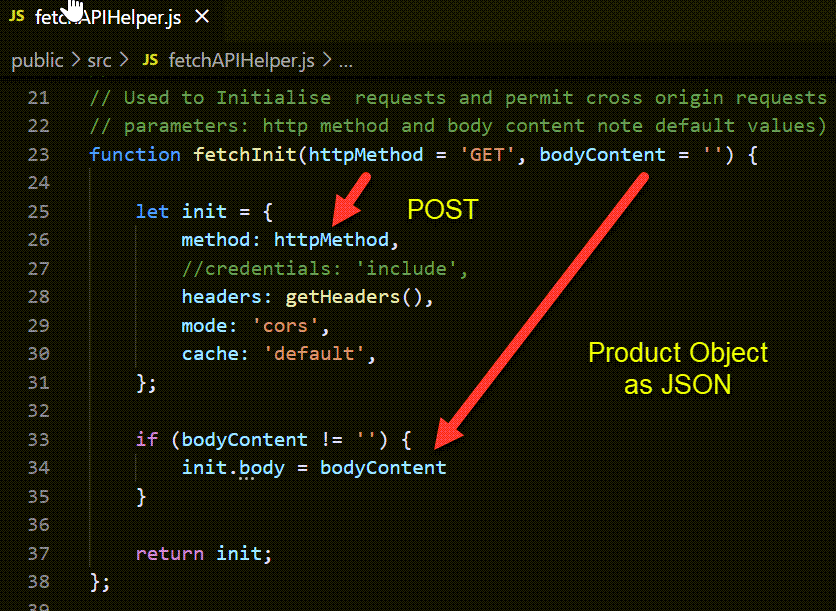 JS fetchAPIHelper.js ×
public > src > JS fetchAPIHelper.js > ...
21 // Used to Initialise  requests and permit cross origin requests
22 // parameters: http method and body content note default values)
23 function fetchInit(httpMethod = 'GET', bodyContent = '') {
24
25     let init = {
POST
26         method: httpMethod,
27         //credentials: 'include',
28         headers: getHeaders(),
29         mode: 'cors',
30         cache: 'default',
Product Object
as JSON
31     };
32
33     if (bodyContent != '') {
34         init.body = bodyContent
35     }
36
37     return init;
38 };
39